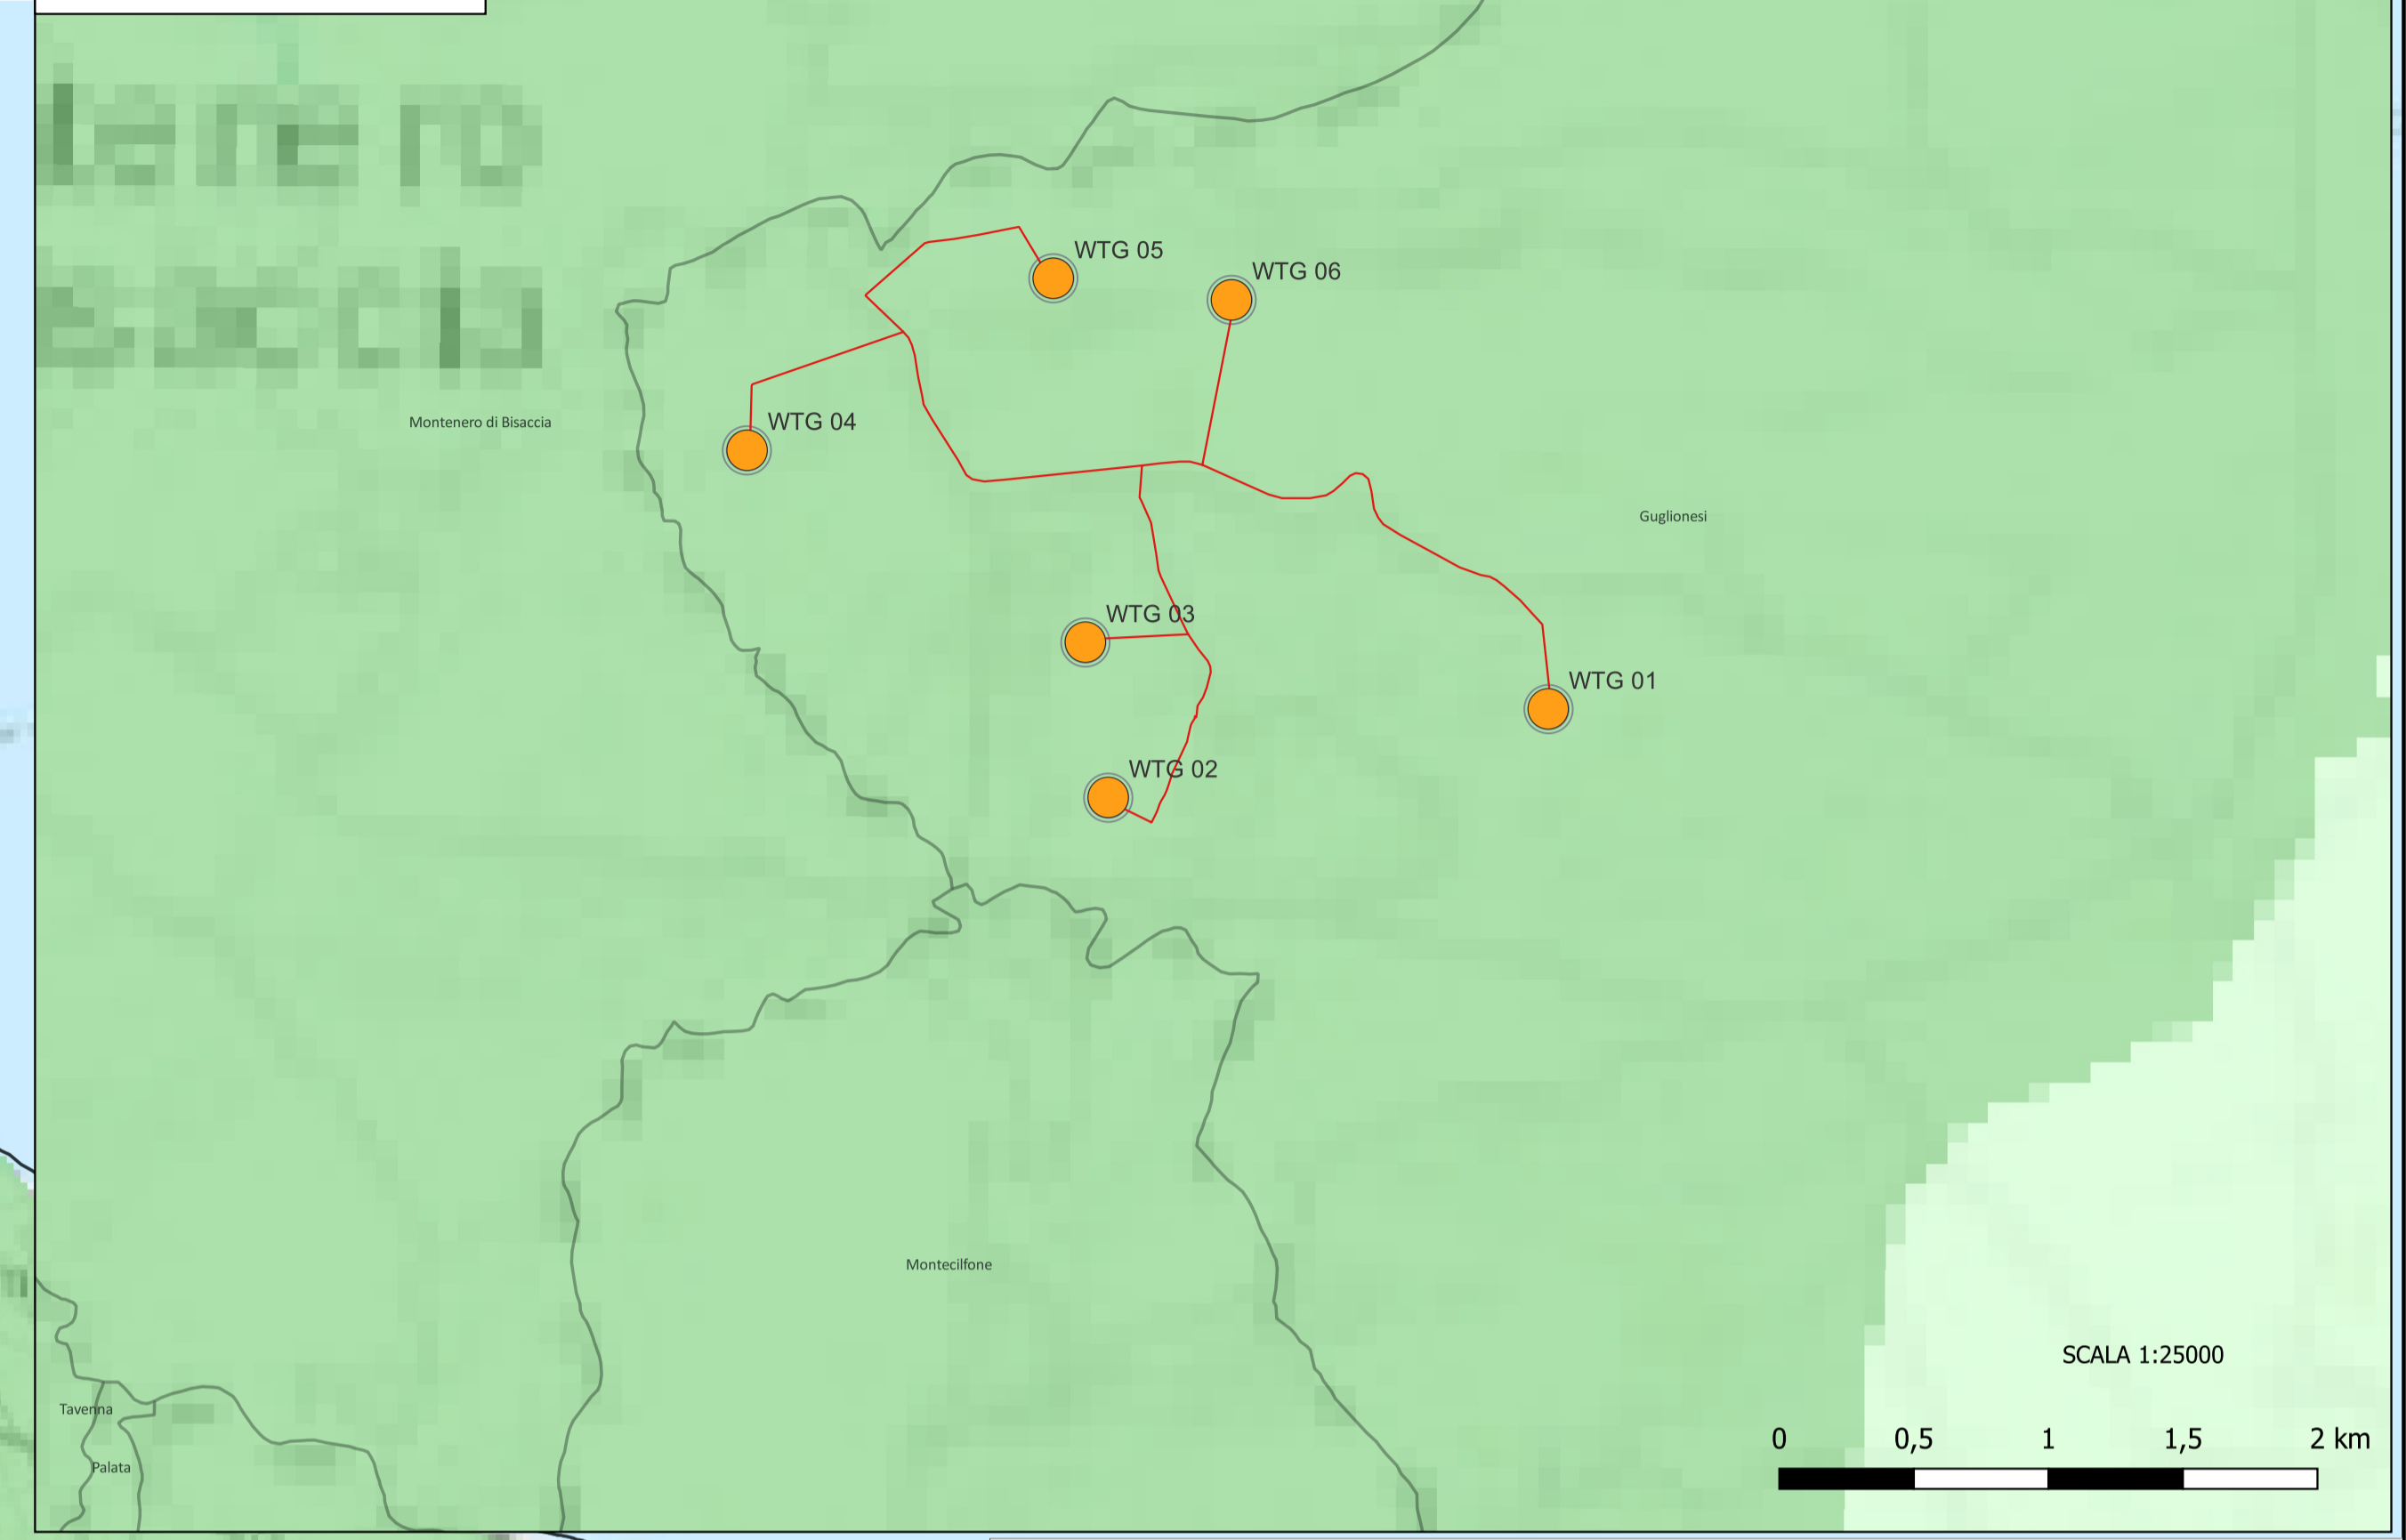 WTG 05
WTG 06
Montenero di Bisaccia
WTG 04
Guglionesi
WTG 03
WTG 01
WTG 02
Montecilfone
SCALA 1:25000
Tavenna
0 0,5 1 1,5 2 km
Palata